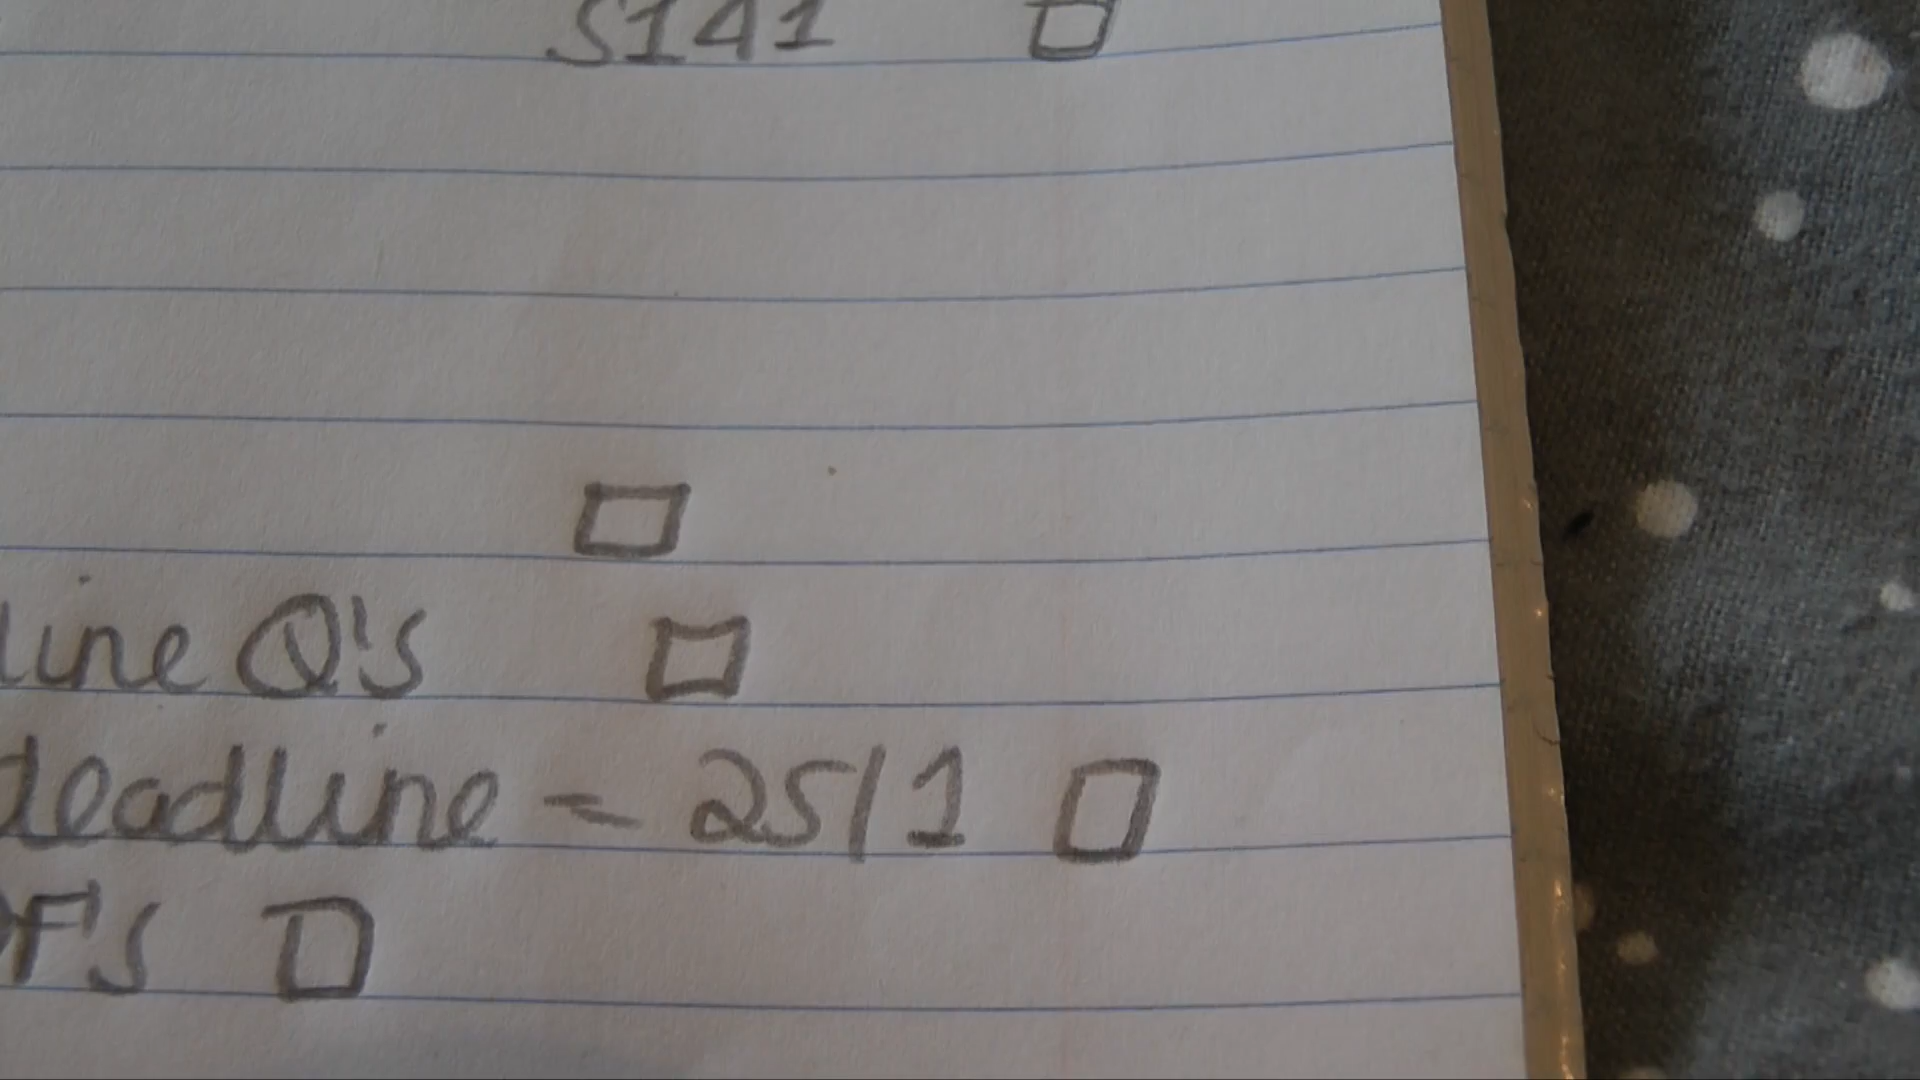 S141 □
□
line Q's □
deadline - 25/1 □
F's □